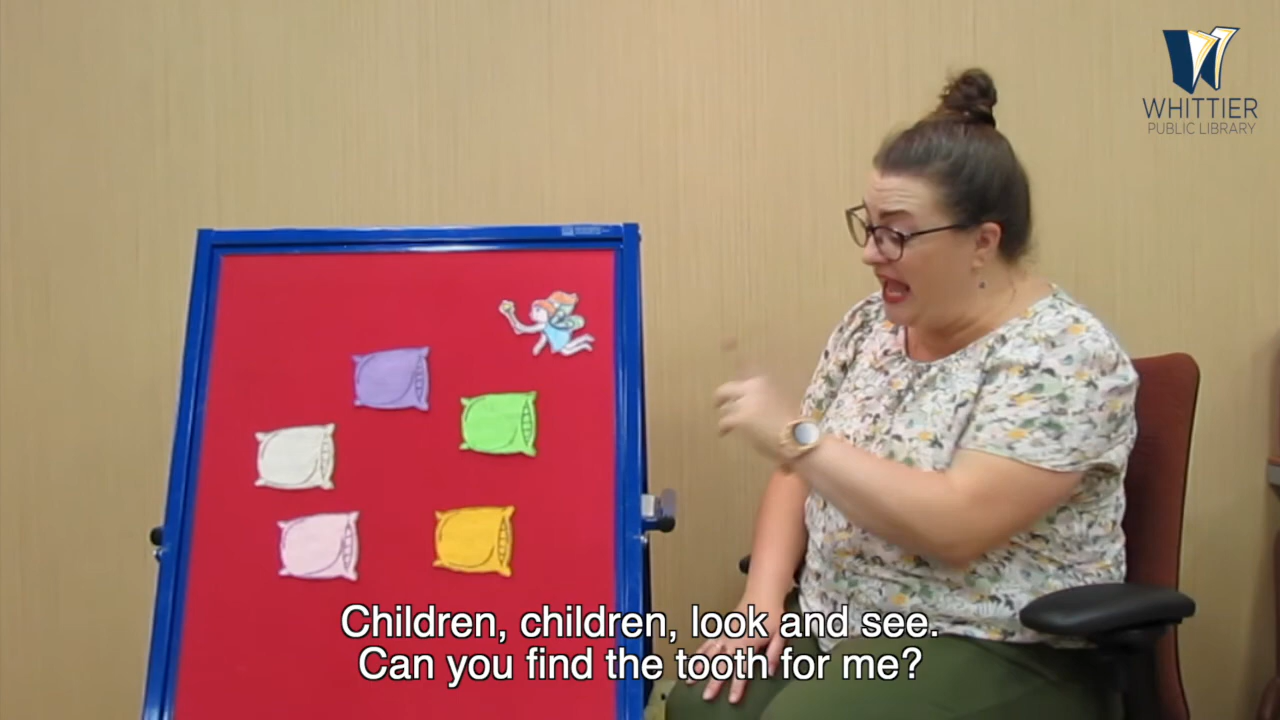 WHITTIER
PUBLIC LIBRARY
Children, children, look and see.
Can you find the tooth for me?